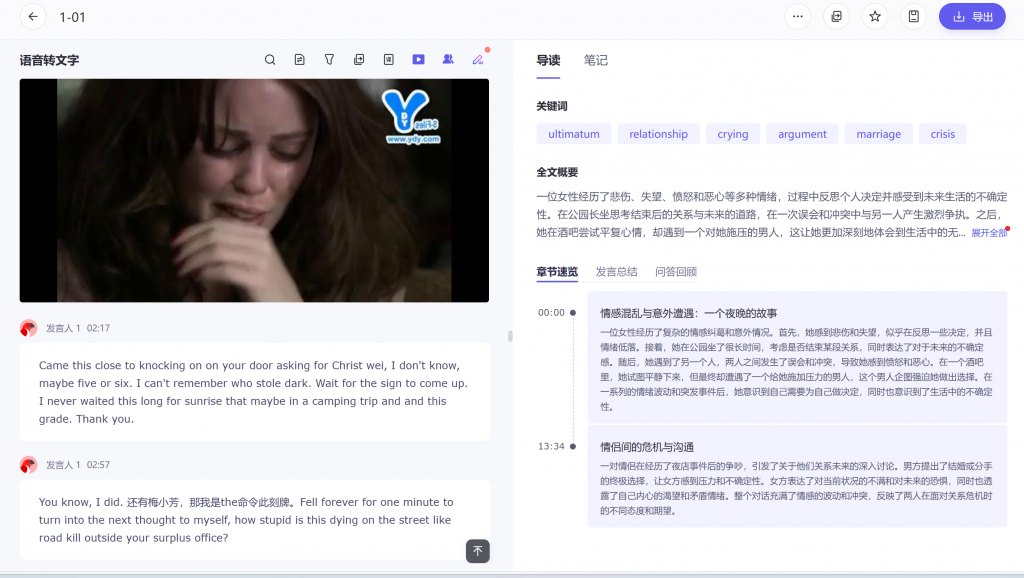 1-01
导出
语音转文字
导读
笔记
YDY
www.ydy.com
发言人 1 02:17
Came this close to knocking on on your door asking for Christ wei, I don't know,
maybe five or six. I can't remember who stole dark. Wait for the sign to come up.
I never waited this long for sunrise that maybe in a camping trip and and this
grade. Thank you.
发言人 1 02:57
You know, I did. 还有梅小芳，那我是the命令此刻牌。Fell forever for one minute to
turn into the next thought to myself, how stupid is this dying on the street like
road kill outside your surplus office?
关键词
ultimatum
relationship
crying
argument
marriage
crisis
全文概要
一位女性经历了悲伤、失望、愤怒和恶心等多种情绪，过程中反思个人决定并感受到未来生活的不确定
性。在公园长坐思考结束后的关系与未来的道路，在一次误会和冲突中与另一人产生激烈争执。之后，
她在酒吧尝试平复心情，却遇到一个对她施压的男人，这让她更加深刻地体会到生活中的无... 展开全部
章节速览
发言总结
问答回顾
00:00
情感混乱与意外遭遇：一个夜晚的故事
一位女性经历了复杂的情感纠葛和意外情况。首先，她感到悲伤和失望，似乎在反思一些决定，并且
情绪低落。接着，她在公园坐了很长时间，考虑是否结束某段关系，同时表达了对于未来的不确定
感。随后，她遇到了另一个人，两人之间发生了误会和冲突，导致她感到愤怒和恶心。在一个酒吧
里，她试图平静下来，但最终却遭遇了一个给她施加压力的男人，这个男人企图强迫她做出选择。在
一系列的情绪波动和突发事件后，她意识到自己需要为自己做决定，同时也意识到了生活中的不确定
性。
13:34
情侣间的危机与沟通
一对情侣在经历了夜店事件后的争吵，引发了关于他们关系未来的深入讨论。男方提出了结婚或分手
的终极选择，让女方感到压力和不确定性。女方表达了对当前状况的不满和对未来的恐惧，同时也透
露了自己内心的渴望和矛盾情绪。整个对话充满了情感的波动和冲突，反映了两人在面对关系危机时
的不同态度和期望。